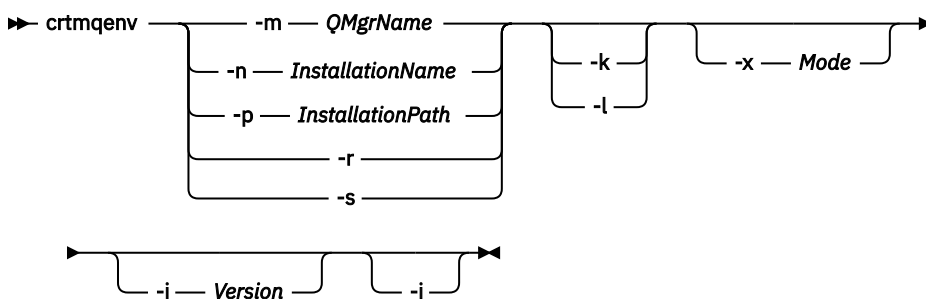 crtmqenv -m QMgrName
-n InstallationName
-p InstallationPath
-r
-s
-k
-l
-x Mode
-j Version -j